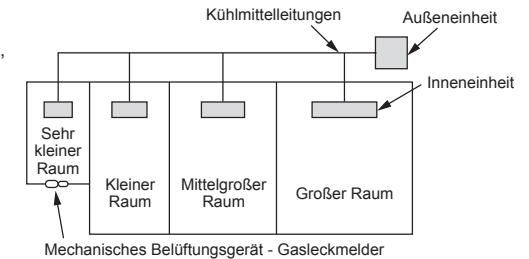 Kühlmittelleitungen
Außeneinheit
,
Inneneinheit
Sehr
kleiner
Raum
Kleiner
Raum
Mittelgroßer
Raum
Großer Raum
Mechanisches Belüftungsgerät - Gasleckmelder